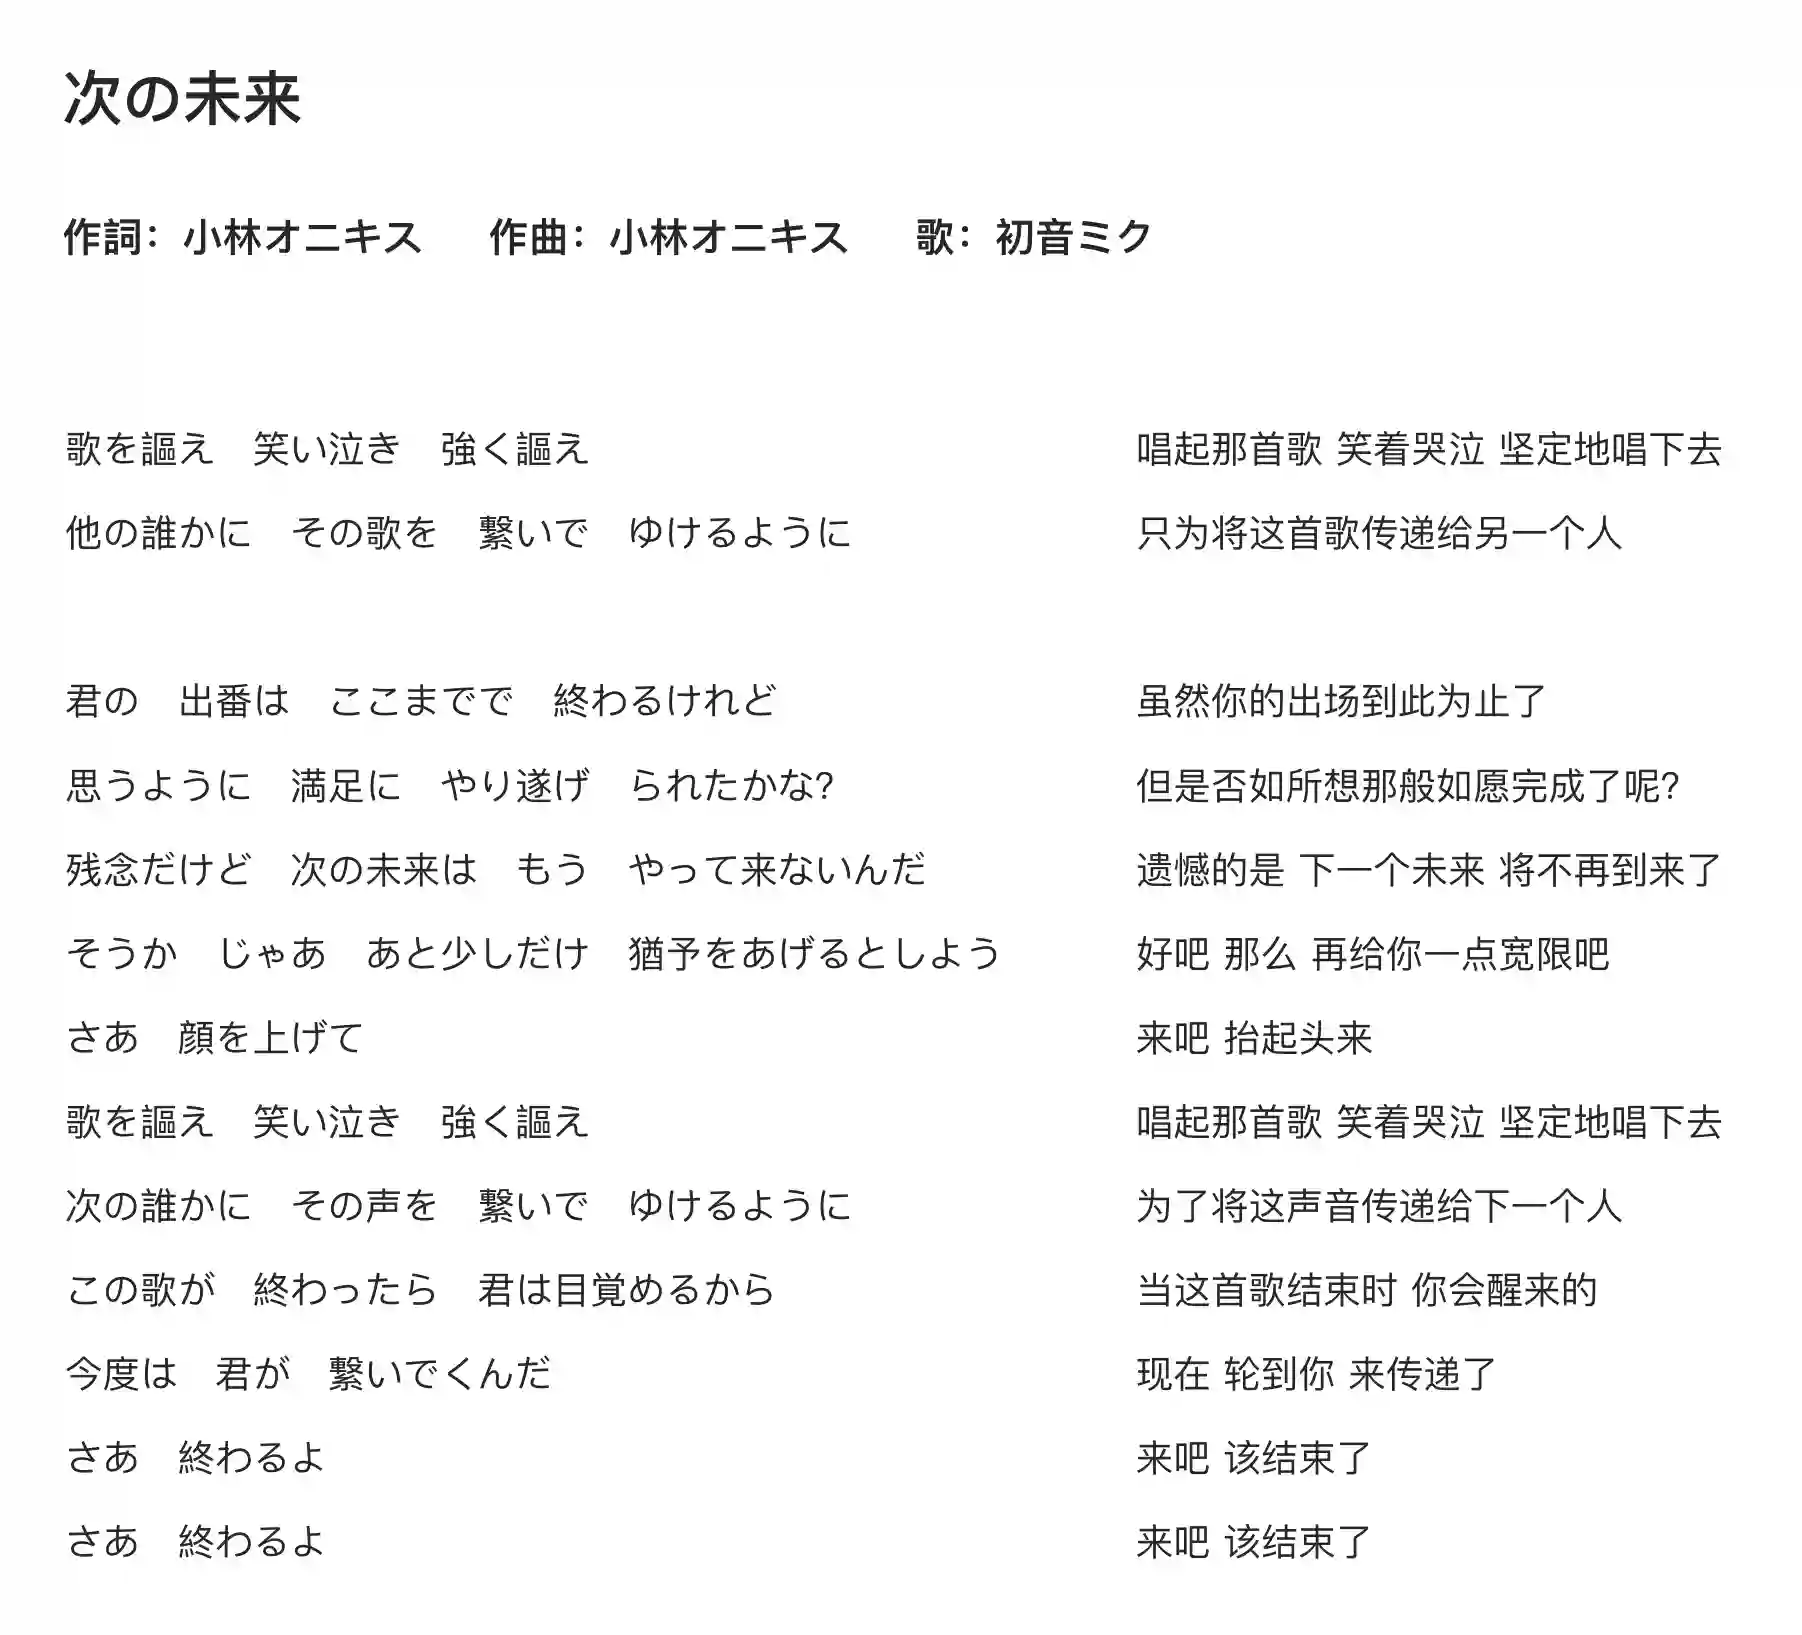 次の未来
作詞：小林オニキス　作曲：小林オニキス　歌：初音ミク
歌を謳え　笑い泣き　強く謳え　唱起那首歌 笑着哭泣 坚定地唱下去
他の誰かに　その歌を　繋いで　ゆけるように　只为将这首歌传递给另一个人
君の　出番は　ここまでで　終わるけれど　虽然你的出场到此为止了
思うように　満足に　やり遂げ　られたかな？　但是否如所想那般如愿完成了呢？
残念だけど　次の未来は　もう　やって来ないんだ　遗憾的是 下一个未来 将不再到来了
そうか　じゃあ　あと少しだけ　猶予をあげるとしよう　好吧 那么 再给你一点宽限吧
さあ　顔を上げて　来吧 抬起头来
歌を謳え　笑い泣き　強く謳え　唱起那首歌 笑着哭泣 坚定地唱下去
次の誰かに　その声を　繋いで　ゆけるように　为了将这声音传递给下一个人
この歌が　終わったら　君は目覚めるから　当这首歌结束时 你会醒来的
今度は　君が　繋いでくんだ　现在 轮到你 来传递了
さあ　終わるよ　来吧 该结束了
さあ　終わるよ　来吧 该结束了